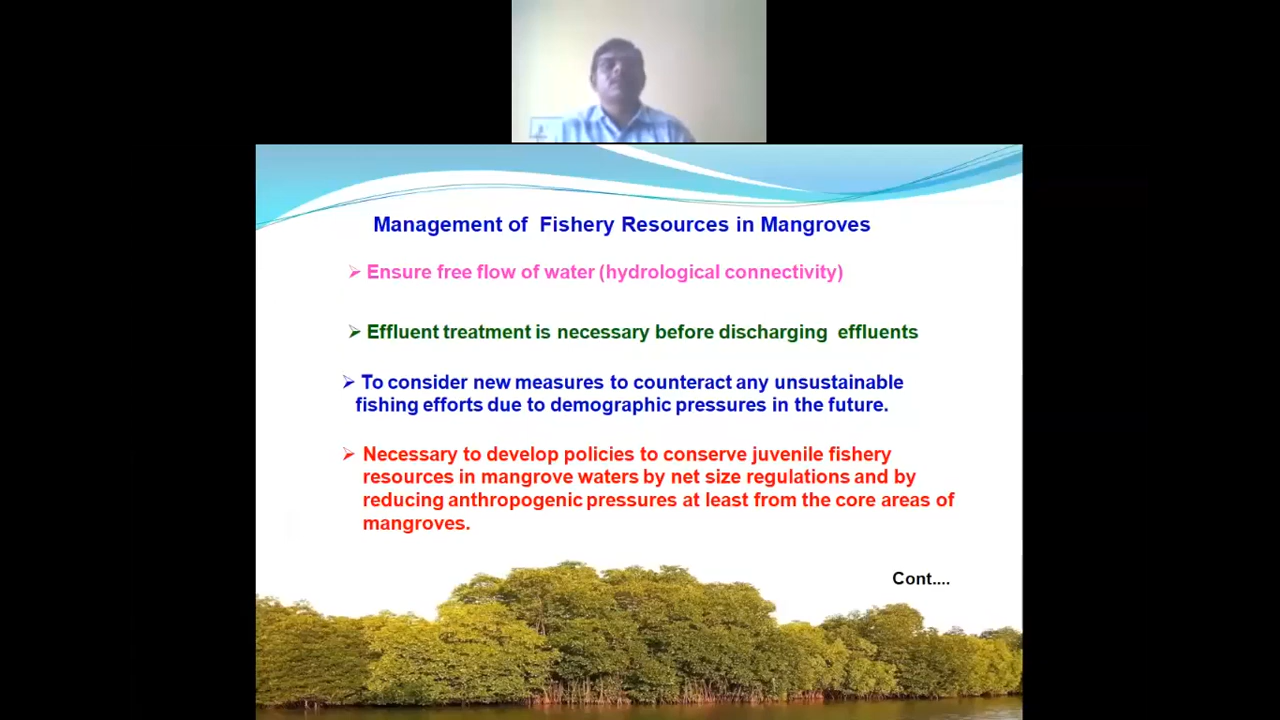 Management of Fishery Resources in Mangroves
Ensure free flow of water (hydrological connectivity)
Effluent treatment is necessary before discharging effluents
To consider new measures to counteract any unsustainable
fishing efforts due to demographic pressures in the future.
Necessary to develop policies to conserve juvenile fishery
resources in mangrove waters by net size regulations and by
reducing anthropogenic pressures at least from the core areas of
mangroves.
Cont....